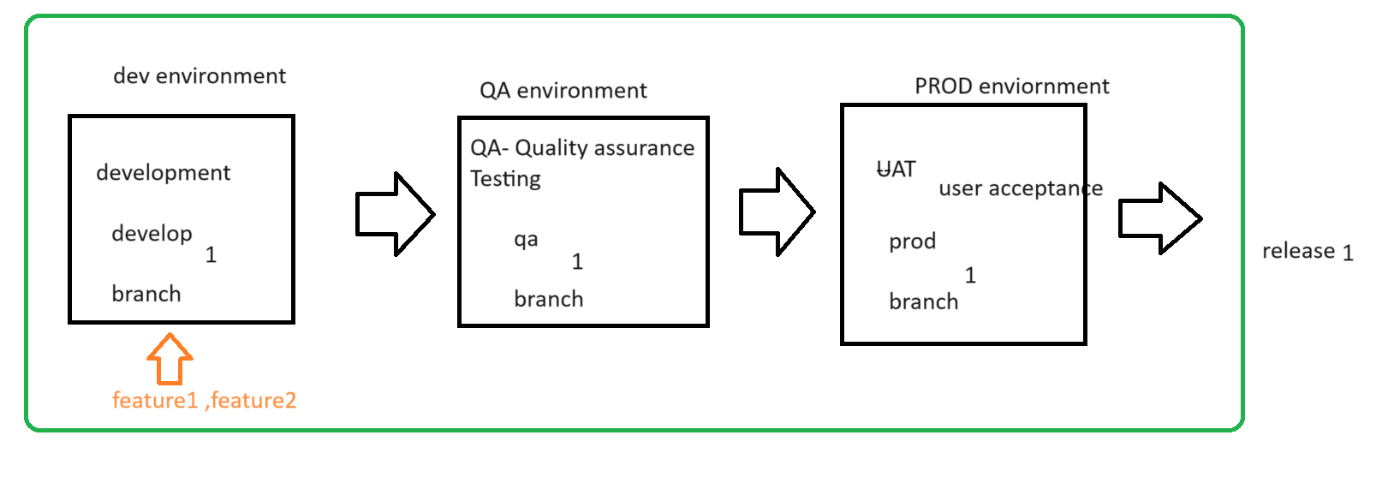 dev environment
development
develop
1
branch
feature1 ,feature2
QA environment
QA- Quality assurance
Testing
qa
1
branch
PROD enviornment
UAT
user acceptance
prod
1
branch
release 1